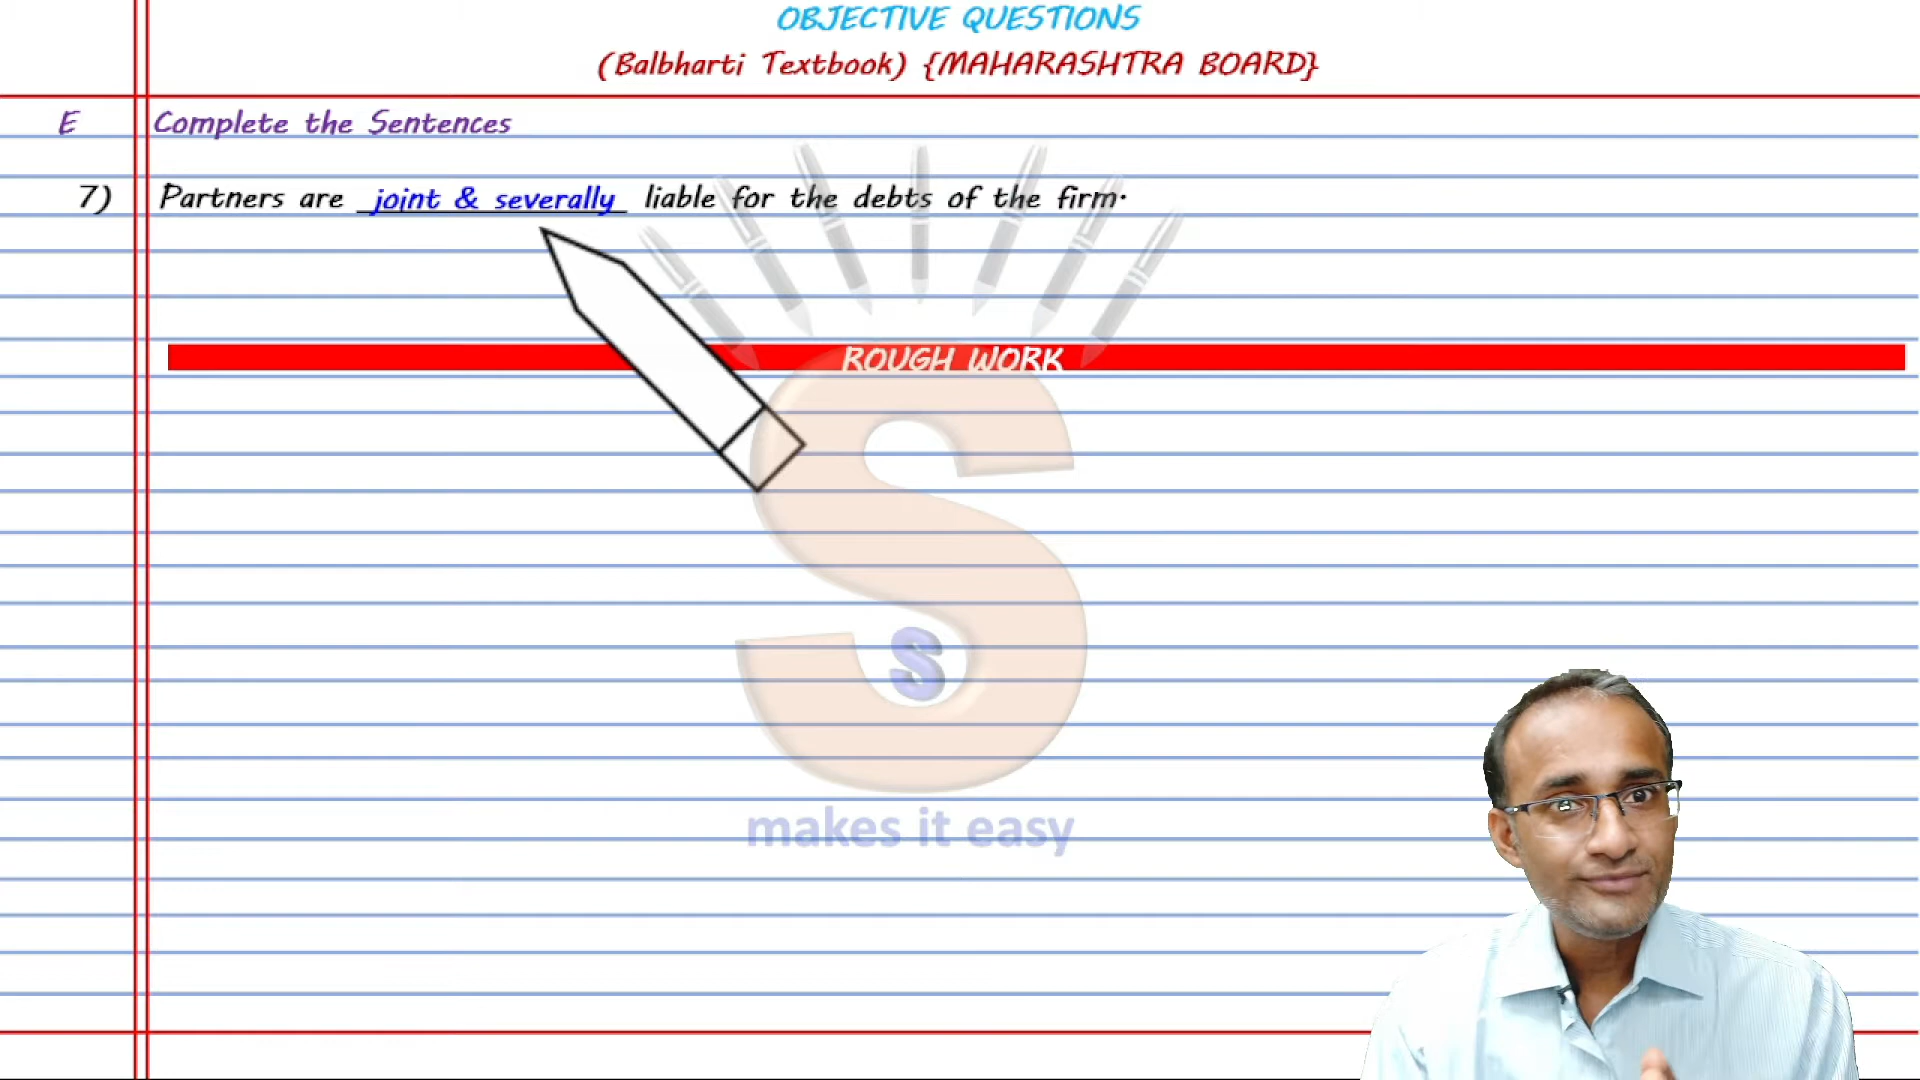 OBJECTIVE QUESTIONS
(Balbharti Textbook) {MAHARASHTRA BOARD}
E Complete the Sentences
7) Partners are joint & severally liable for the debts of the firm.
ROUGH WORK
S
makes it easy